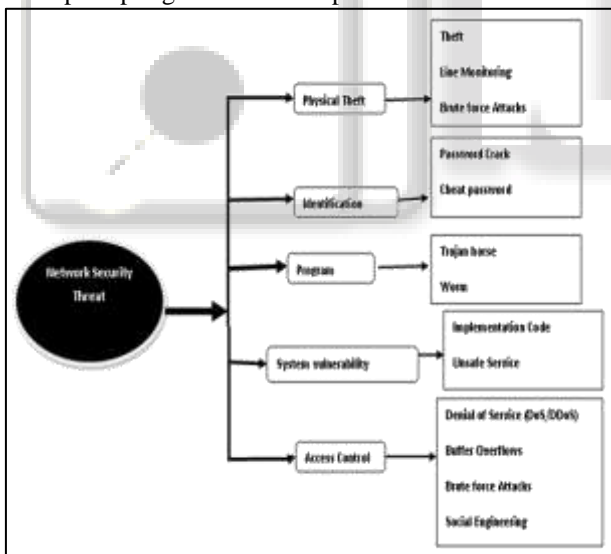 Network Security
Threat
Physical Theft
Theft
Line Monitoring
Brute force Attacks
Identification
Password Crack
Cheat password
Program
Trojan horse
Worm
System vulnerability
Implementation Code
Unsafe Service
Access Control
Denial of Service (DoS/DDoS)
Buffer Overflows
Brute force Attacks
Social Engineering